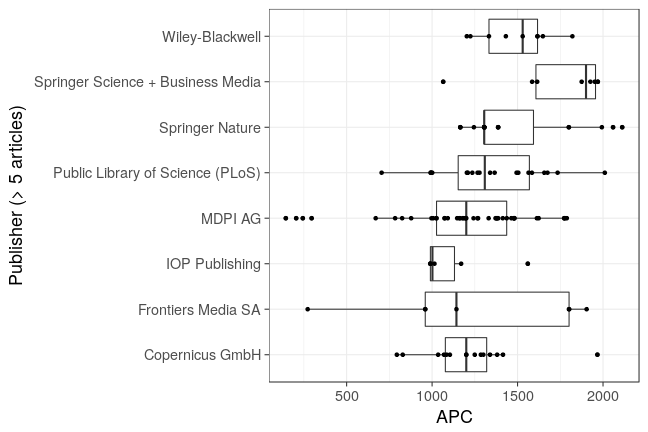 Publisher (> 5 articles)
Wiley-Blackwell
Springer Science + Business Media
Springer Nature
Public Library of Science (PLoS)
MDPI AG
IOP Publishing
Frontiers Media SA
Copernicus GmbH
500 1000 1500 2000
APC